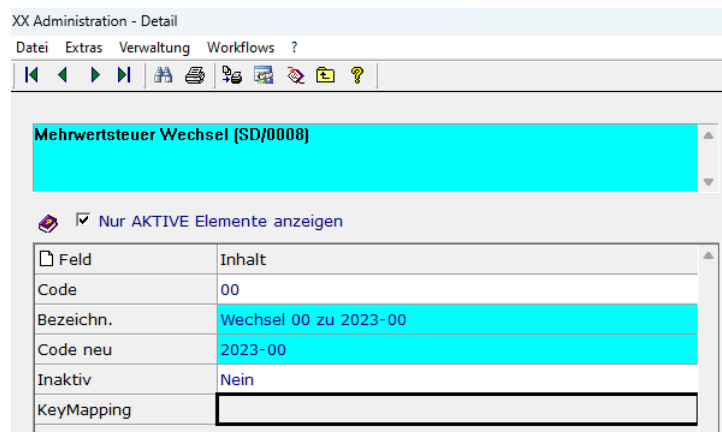 XX Administration - Detail
Datei Extras Verwaltung Workflows ?
Mehrwertsteuer Wechsel (SD/0008)
Nur AKTIVE Elemente anzeigen
Feld Inhalt
Code 00
Bezeichn. Wechsel 00 zu 2023-00
Code neu 2023-00
Inaktiv Nein
KeyMapping